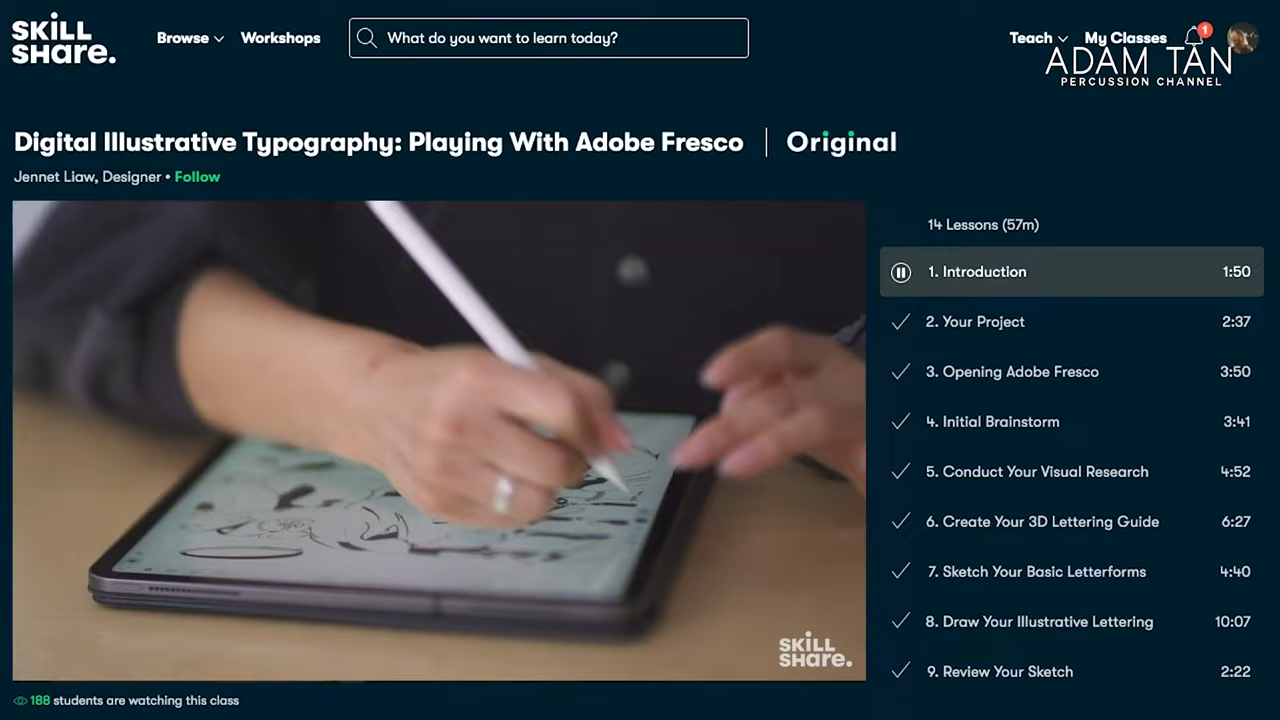 SKiLL
SHare.
Browse
Workshops
What do you want to learn today?
Teach
My Classes
1
ADAM TAN
PERCUSSION CHANNEL
Digital Illustrative Typography: Playing With Adobe Fresco | Original
Jennet Liaw, Designer • Follow
14 Lessons (57m)
1. Introduction 1:50
2. Your Project 2:37
3. Opening Adobe Fresco 3:50
4. Initial Brainstorm 3:41
5. Conduct Your Visual Research 4:52
6. Create Your 3D Lettering Guide 6:27
7. Sketch Your Basic Letterforms 4:40
8. Draw Your Illustrative Lettering 10:07
9. Review Your Sketch 2:22
SKiLL
SHare.
188 students are watching this class